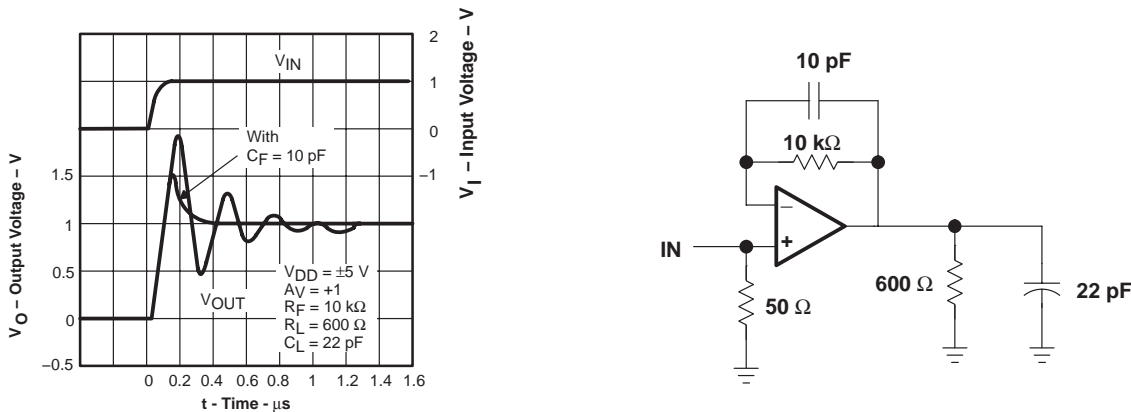 2
V_I – Input Voltage – V
V_IN
1
0
With
C_F = 10 pF
−1
1.5
1
0.5
0
−0.5
V_O – Output Voltage – V
V_OUT
V_DD = ±5 V
A_V = +1
R_F = 10 kΩ
R_L = 600 Ω
C_L = 22 pF
0 0.2 0.4 0.6 0.8 1 1.2 1.4 1.6
t - Time - μs
10 pF
10 kΩ
−
+
IN
50 Ω
600 Ω
22 pF